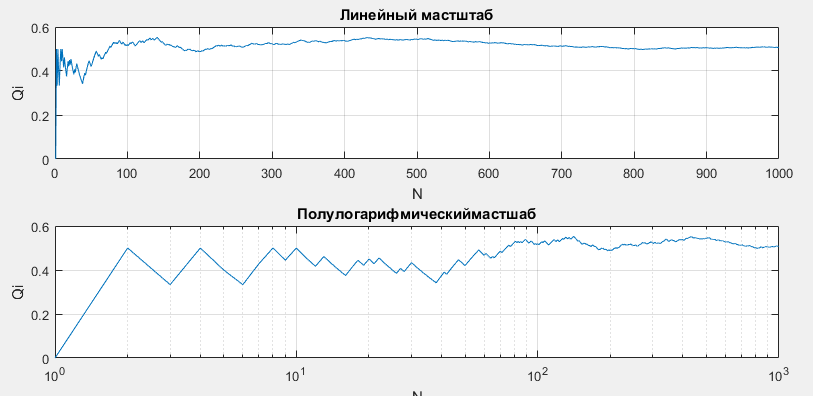 Линейный мастштаб
0.6
0.4
0.2
0
Qi
0 100 200 300 400 500 600 700 800 900 1000
N
Полулогарифмическиймастшаб
0.6
0.4
0.2
0
Qi
10^0 10^1 10^2 10^3
N